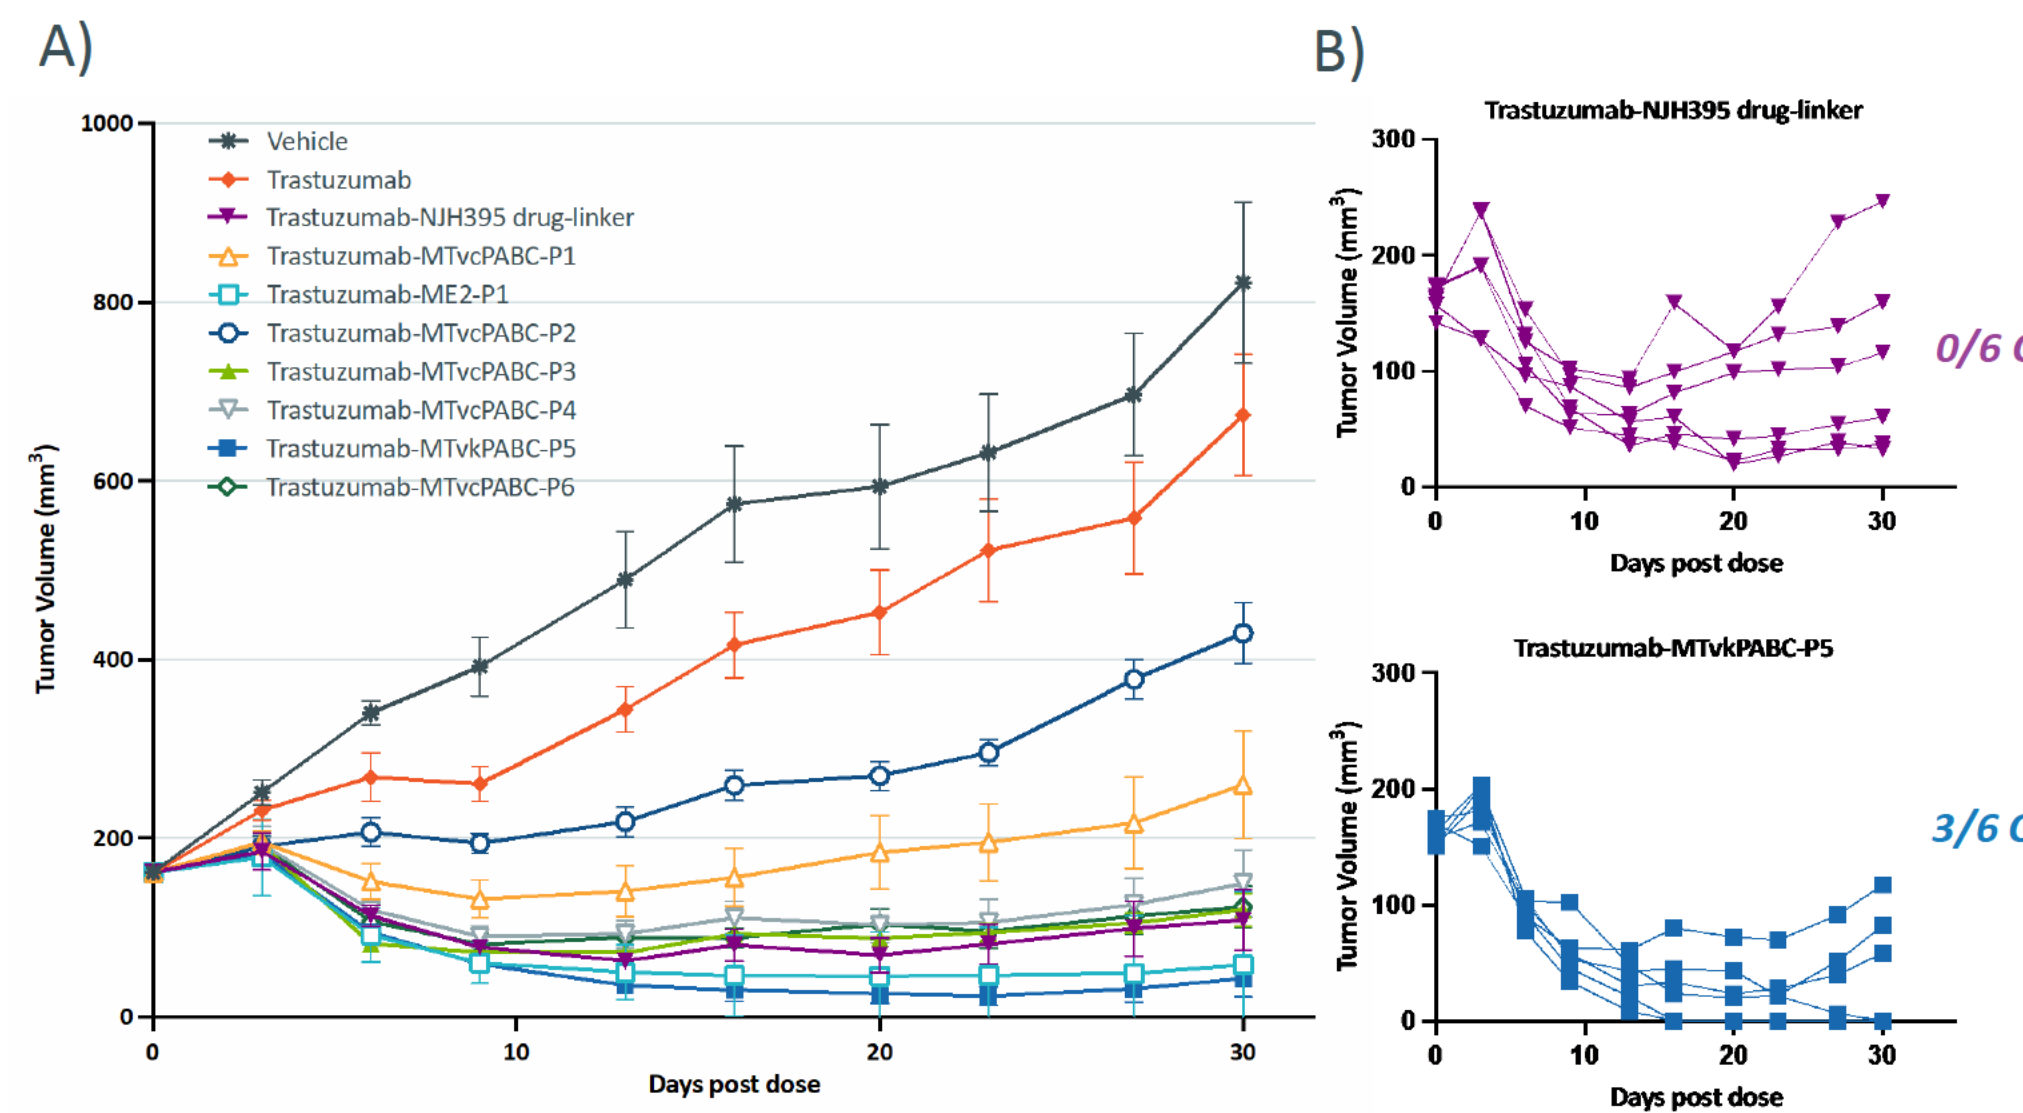 A)
1000
800
600
400
200
0
Tumor Volume (mm³)
Vehicle
Trastuzumab
Trastuzumab-NJH395 drug-linker
Trastuzumab-MTvcPABC-P1
Trastuzumab-ME2-P1
Trastuzumab-MTvcPABC-P2
Trastuzumab-MTvcPABC-P3
Trastuzumab-MTvcPABC-P4
Trastuzumab-MTvkPABC-P5
Trastuzumab-MTvcPABC-P6
0 10 20 30
Days post dose
B)
Trastuzumab-NJH395 drug-linker
300
200
100
0
Tumor Volume (mm³)
0/6
0 10 20 30
Days post dose
Trastuzumab-MTvkPABC-P5
300
200
100
0
Tumor Volume (mm³)
3/6
0 10 20 30
Days post dose